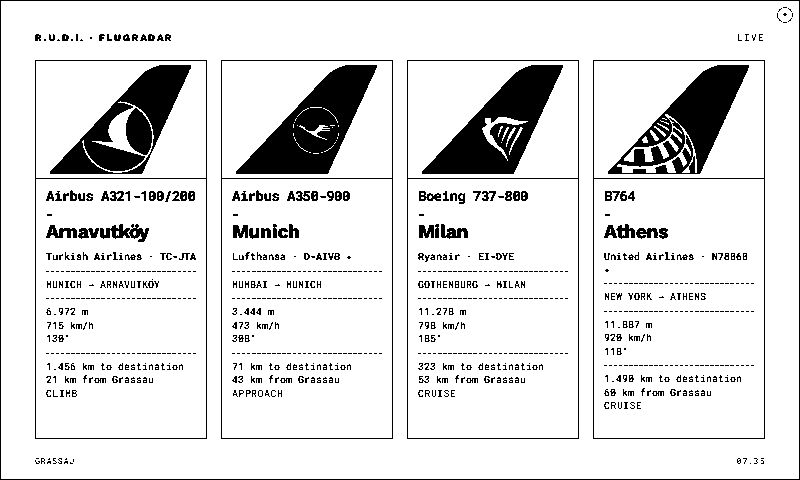 R.U.D.I. · FLUGRADAR
LIVE
Airbus A321-100/200
-
Arnavutköy
Turkish Airlines · TC-JTA
MUNICH → ARNAVUTKÖY
6.972 m
715 km/h
130°
1.456 km to destination
21 km from Grassau
CLIMB
Airbus A350-900
-
Munich
Lufthansa · D-AIVB ✦
MUMBAI → MUNICH
3.444 m
473 km/h
308°
71 km to destination
43 km from Grassau
APPROACH
Boeing 737-800
-
Milan
Ryanair · EI-DYE
GOTHENBURG → MILAN
11.278 m
798 km/h
185°
323 km to destination
53 km from Grassau
CRUISE
B764
-
Athens
United Airlines · N78060
✦
NEW YORK → ATHENS
11.887 m
920 km/h
118°
1.490 km to destination
60 km from Grassau
CRUISE
GRASSAU
07:35